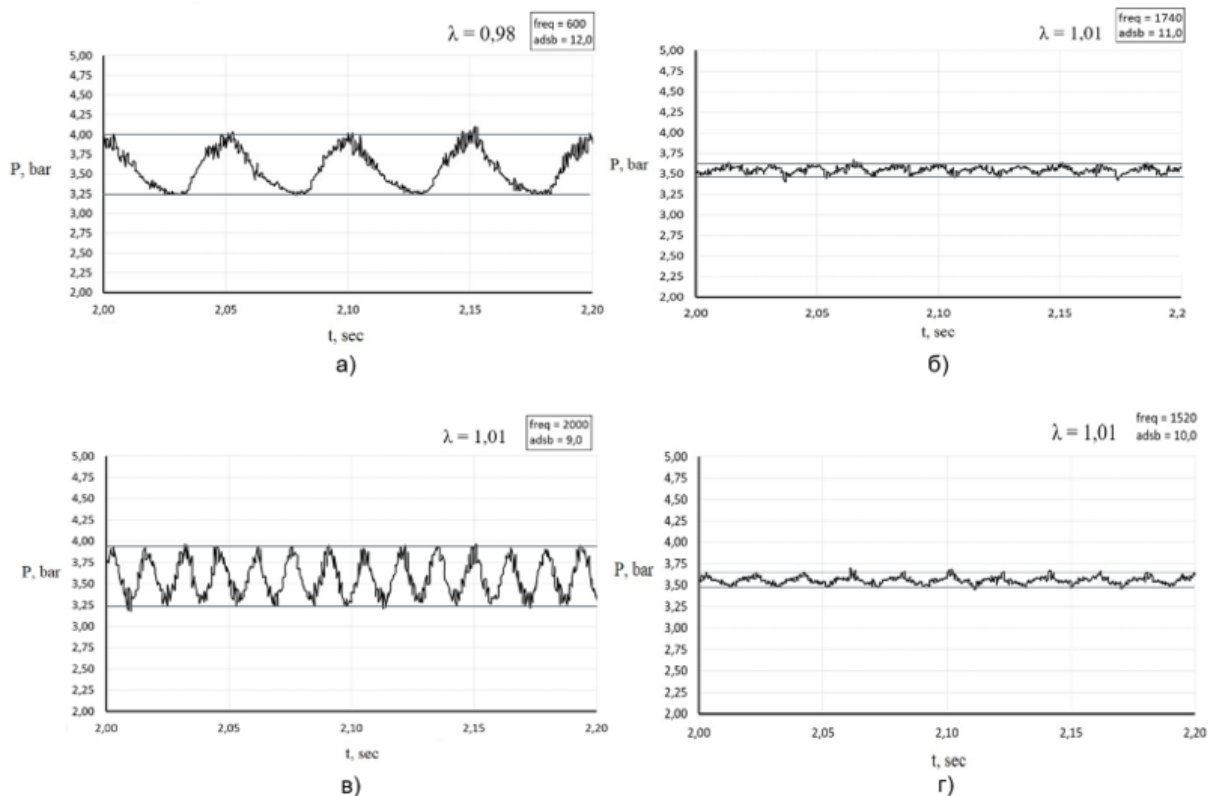 λ = 0,98
freq = 600
adsb = 12,0
5,00
4,75
4,50
4,25
4,00
3,75
3,50
3,25
3,00
2,75
2,50
2,25
2,00
P, bar
2,00 2,05 2,10 2,15 2,20
t, sec
а)
λ = 1,01
freq = 1740
adsb = 11,0
5,00
4,75
4,50
4,25
4,00
3,75
3,50
3,25
3,00
2,75
2,50
2,25
2,00
P, bar
2,00 2,05 2,10 2,15 2,2
t, sec
б)
λ = 1,01
freq = 2000
adsb = 9,0
5,00
4,75
4,50
4,25
4,00
3,75
3,50
3,25
3,00
2,75
2,50
2,25
2,00
P, bar
2,00 2,05 2,10 2,15 2,20
t, sec
в)
λ = 1,01
freq = 1520
adsb = 10,0
5,00
4,75
4,50
4,25
4,00
3,75
3,50
3,25
3,00
2,75
2,50
2,25
2,00
P, bar
2,00 2,05 2,10 2,15 2,20
t, sec
г)